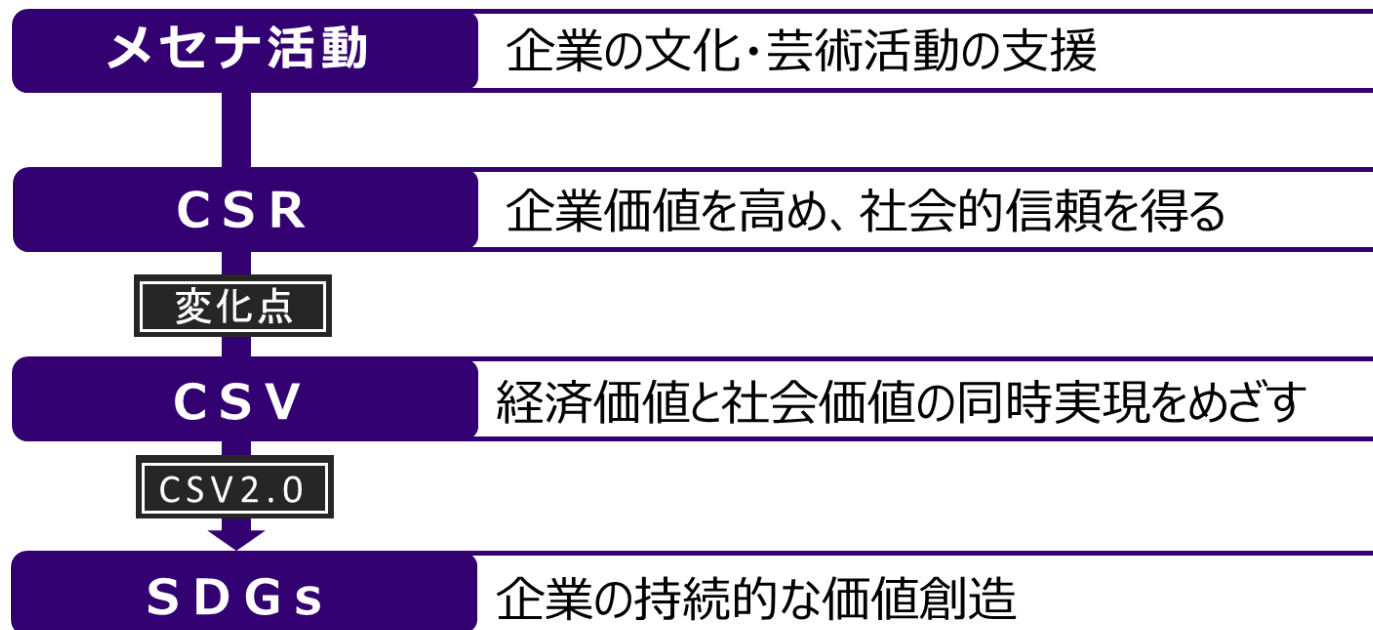 メセナ活動 企業の文化・芸術活動の支援
CSR 企業価値を高め、社会的信頼を得る
変化点
CSV 経済価値と社会価値の同時実現をめざす
CSV2.0
SDGs 企業の持続的な価値創造